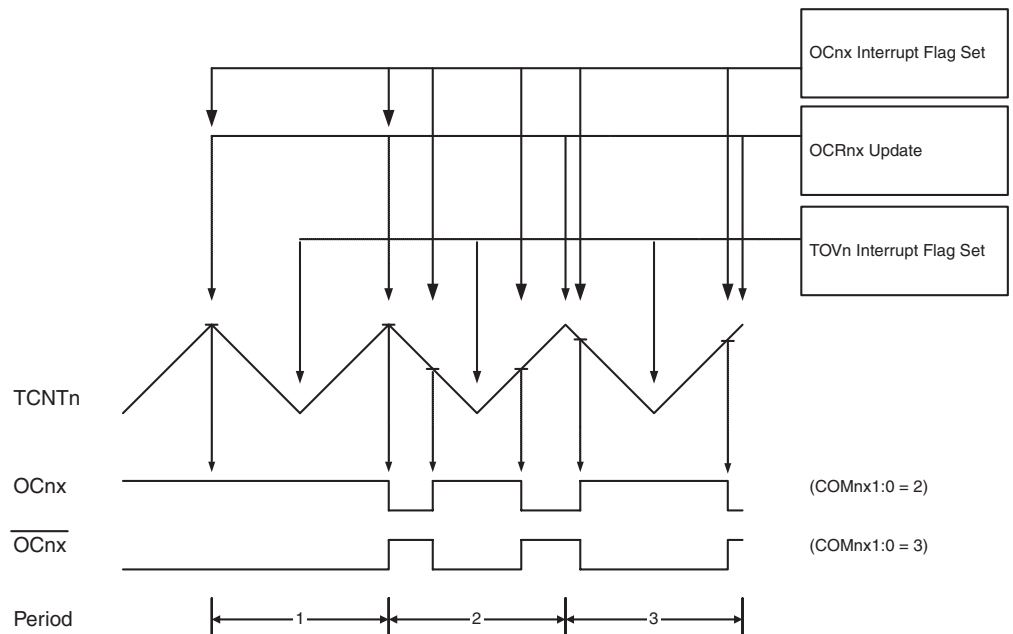 OCnx Interrupt Flag Set
OCRnx Update
TOVn Interrupt Flag Set
TCNTn
OCnx
(COMnx1:0 = 2)
OCnx
(COMnx1:0 = 3)
Period
1
2
3